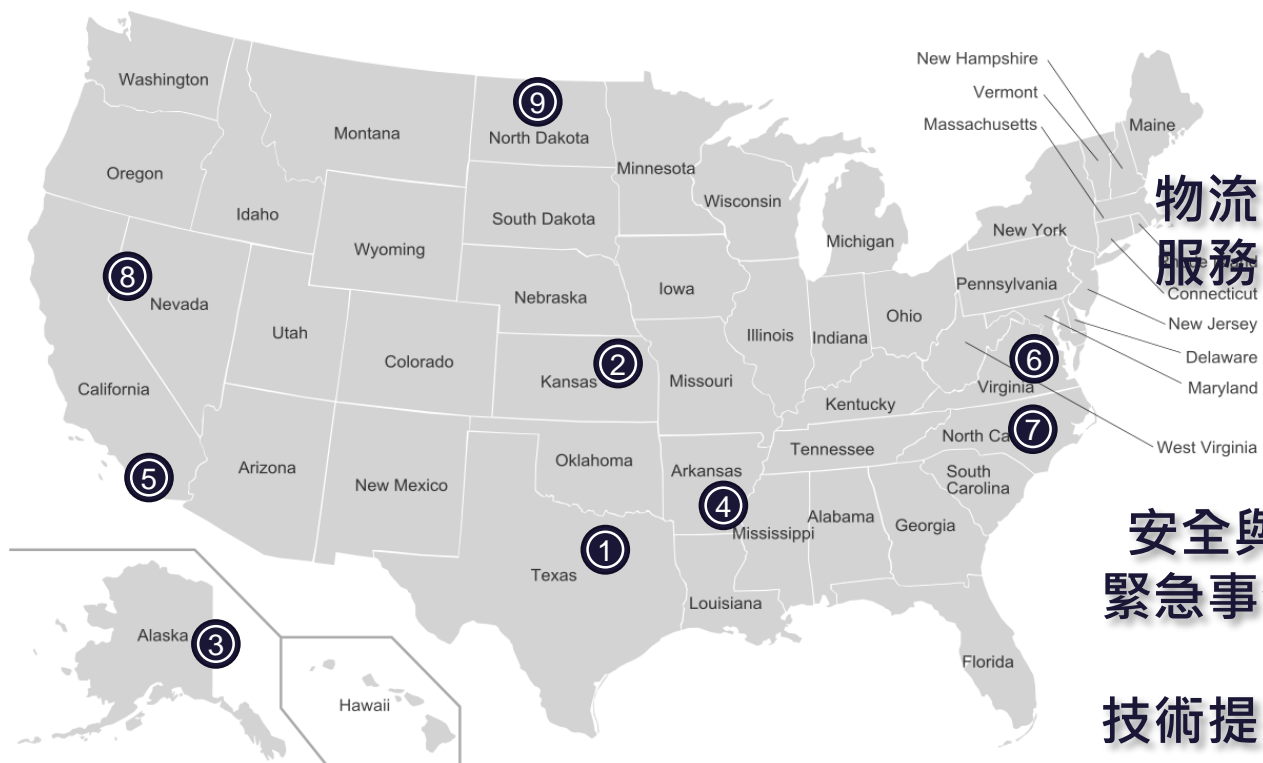 New Hampshire
Washington
Vermont
9
Montana
North Dakota
Massachusetts
Maine
Oregon
Minnesota
Idaho
South Dakota
Wisconsin
物流
Wyoming
Michigan
New York
服務
8
Nevada
Nebraska
Iowa
Pennsylvania
Connecticut
Utah
Illinois
Indiana
Ohio
New Jersey
Colorado
2
Kansas
Missouri
6
Delaware
California
Virginia
Maryland
Kentucky
Tennessee
North Ca
7
West Virginia
5
Arizona
New Mexico
Oklahoma
Arkansas
South
Carolina
4
Mississippi
Alabama
Georgia
1
Texas
安全與
Louisiana
緊急事
Alaska
3
Florida
Hawaii
技術提